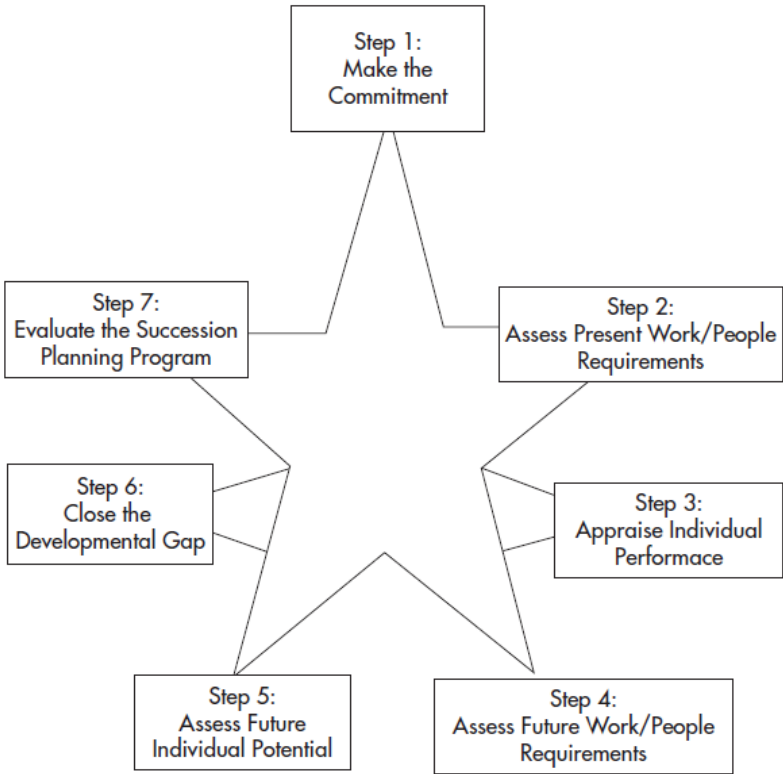 Step 1:
Make the
Commitment
Step 2:
Assess Present Work/People
Requirements
Step 3:
Appraise Individual
Performace
Step 4:
Assess Future Work/People
Requirements
Step 5:
Assess Future
Individual Potential
Step 6:
Close the
Developmental Gap
Step 7:
Evaluate the Succession
Planning Program